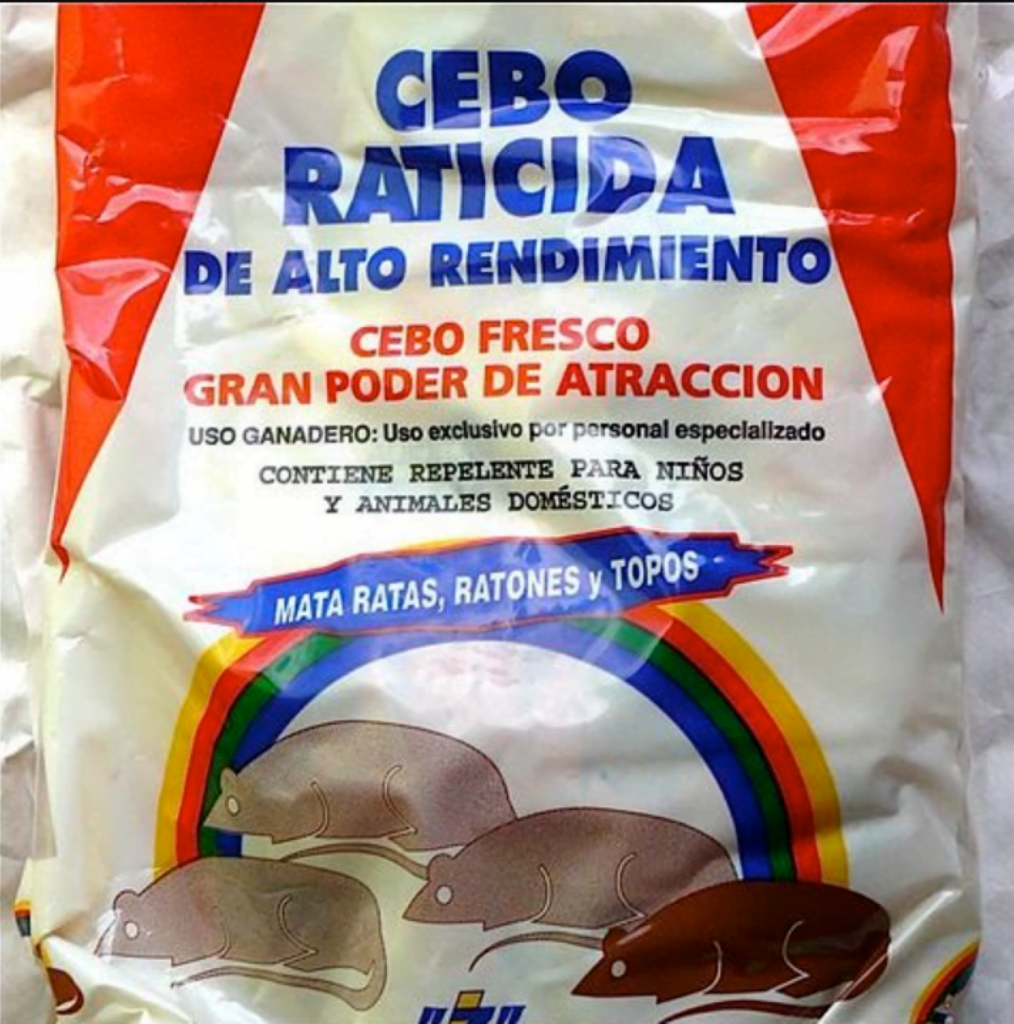 CEBO
RATICIDA
DE ALTO RENDIMIENTO
CEBO FRESCO
GRAN PODER DE ATRACCION
USO GANADERO: Uso exclusivo por personal especializado
CONTIENE REPELENTE PARA NIÑOS
Y ANIMALES DOMÉSTICOS
MATA RATAS, RATONES y TOPOS